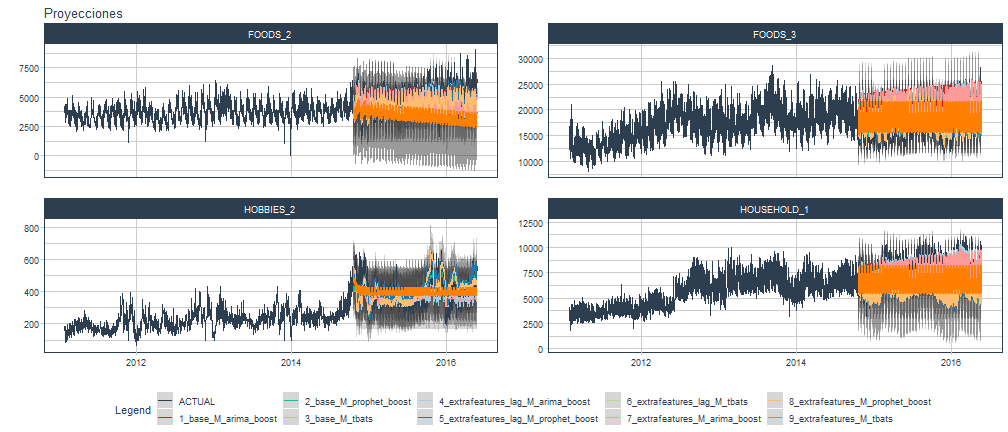 Proyecciones
FOODS_2
FOODS_3
7500
5000
2500
0
30000
25000
20000
15000
10000
HOBBIES_2
HOUSEHOLD_1
800
600
400
200
12500
10000
7500
5000
2500
0
2012
2014
2016
2012
2014
2016
Legend
ACTUAL
1_base_M_arima_boost
2_base_M_prophet_boost
3_base_M_tbats
4_extrafeatures_lag_M_arima_boost
5_extrafeatures_lag_M_prophet_boost
6_extrafeatures_lag_M_tbats
7_extrafeatures_M_arima_boost
8_extrafeatures_M_prophet_boost
9_extrafeatures_M_tbats